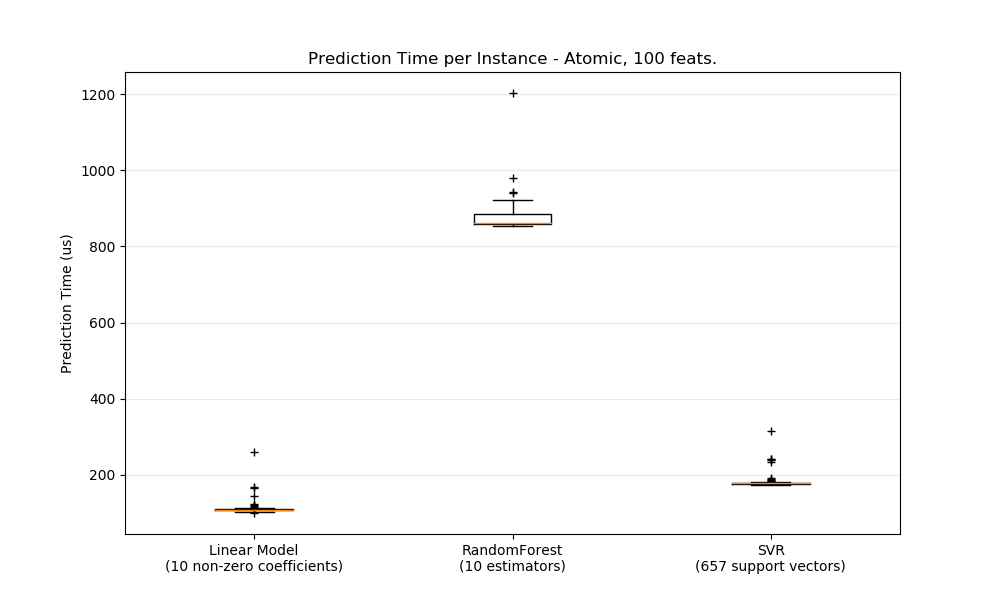 Prediction Time per Instance - Atomic, 100 feats.
1200
1000
800
600
400
200
Prediction Time (us)
Linear Model
(10 non-zero coefficients)
RandomForest
(10 estimators)
SVR
(657 support vectors)